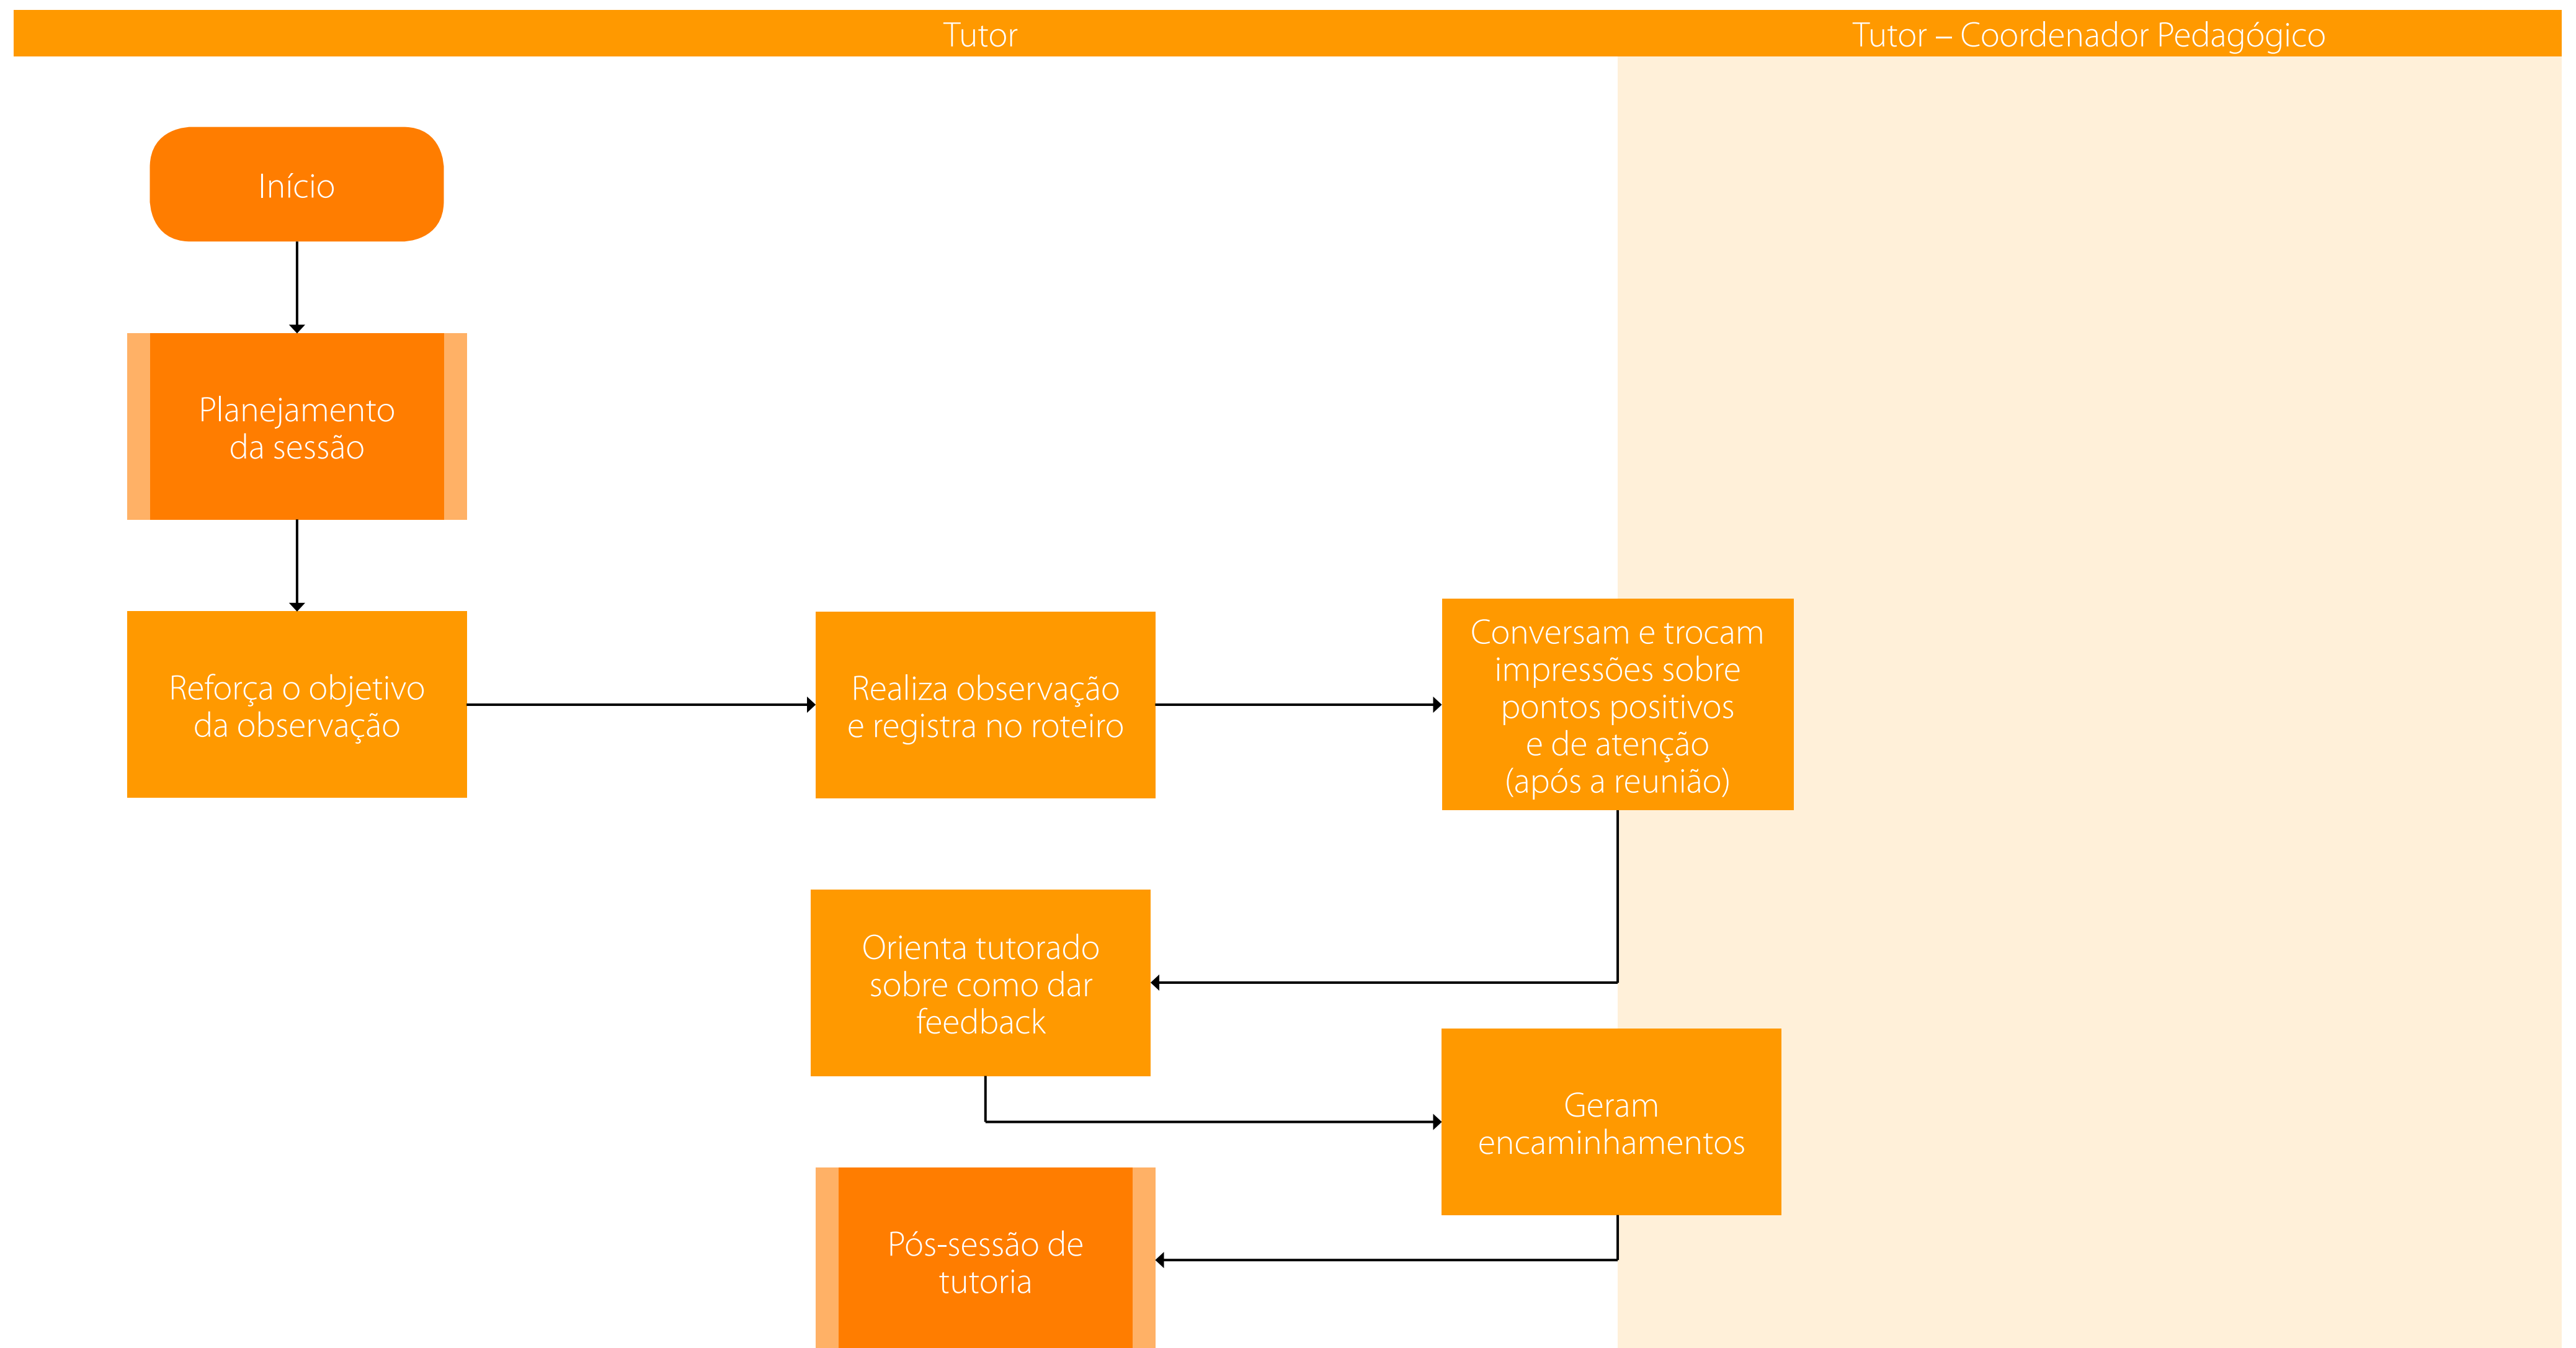 Tutor
Tutor – Coordenador Pedagógico
Início
Planejamento
da sessão
Reforça o objetivo
da observação
Realiza observação
e registra no roteiro
Conversam e trocam
impressões sobre
pontos positivos
e de atenção
(após a reunião)
Orienta tutorado
sobre como dar
feedback
Geram
encaminhamentos
Pós-sessão de
tutoria